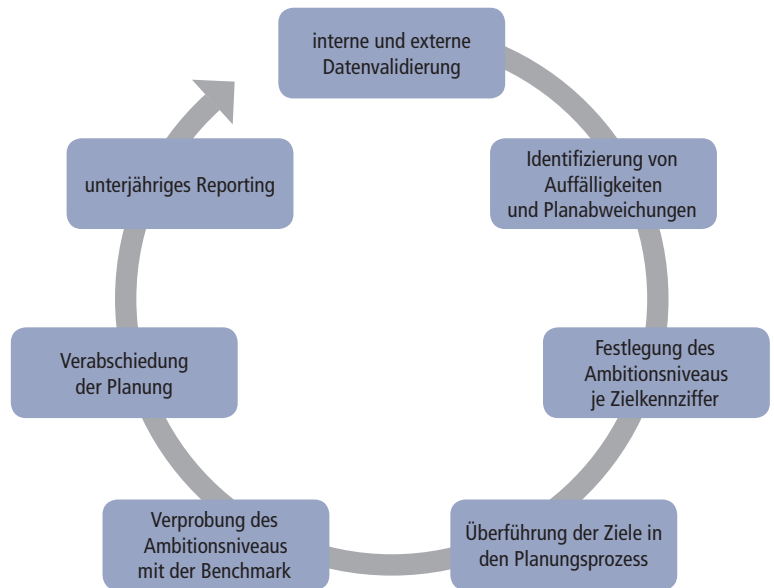 interne und externe
Datenvalidierung
Identifizierung von
Auffälligkeiten
und Planabweichungen
Festlegung des
Ambitionsniveaus
je Zielkennziffer
Überführung der Ziele in
den Planungsprozess
Verprobung des
Ambitionsniveaus
mit der Benchmark
Verabschiedung
der Planung
unterjähriges Reporting